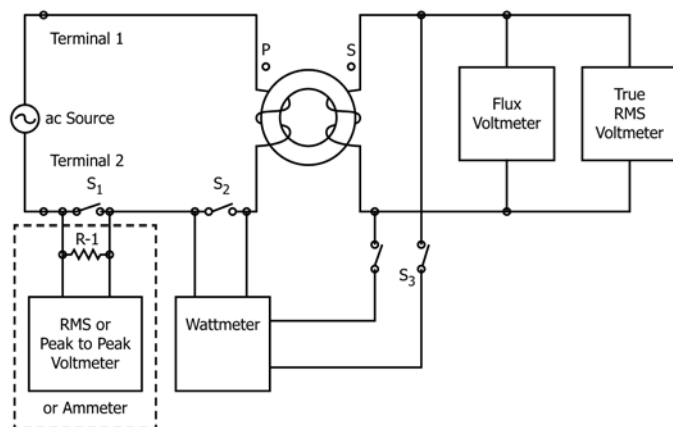 Terminal 1
P
S
ac Source
Flux
Voltmeter
True
RMS
Voltmeter
Terminal 2
S1
S2
R-1
S3
RMS or
Peak to Peak
Voltmeter
Wattmeter
or Ammeter